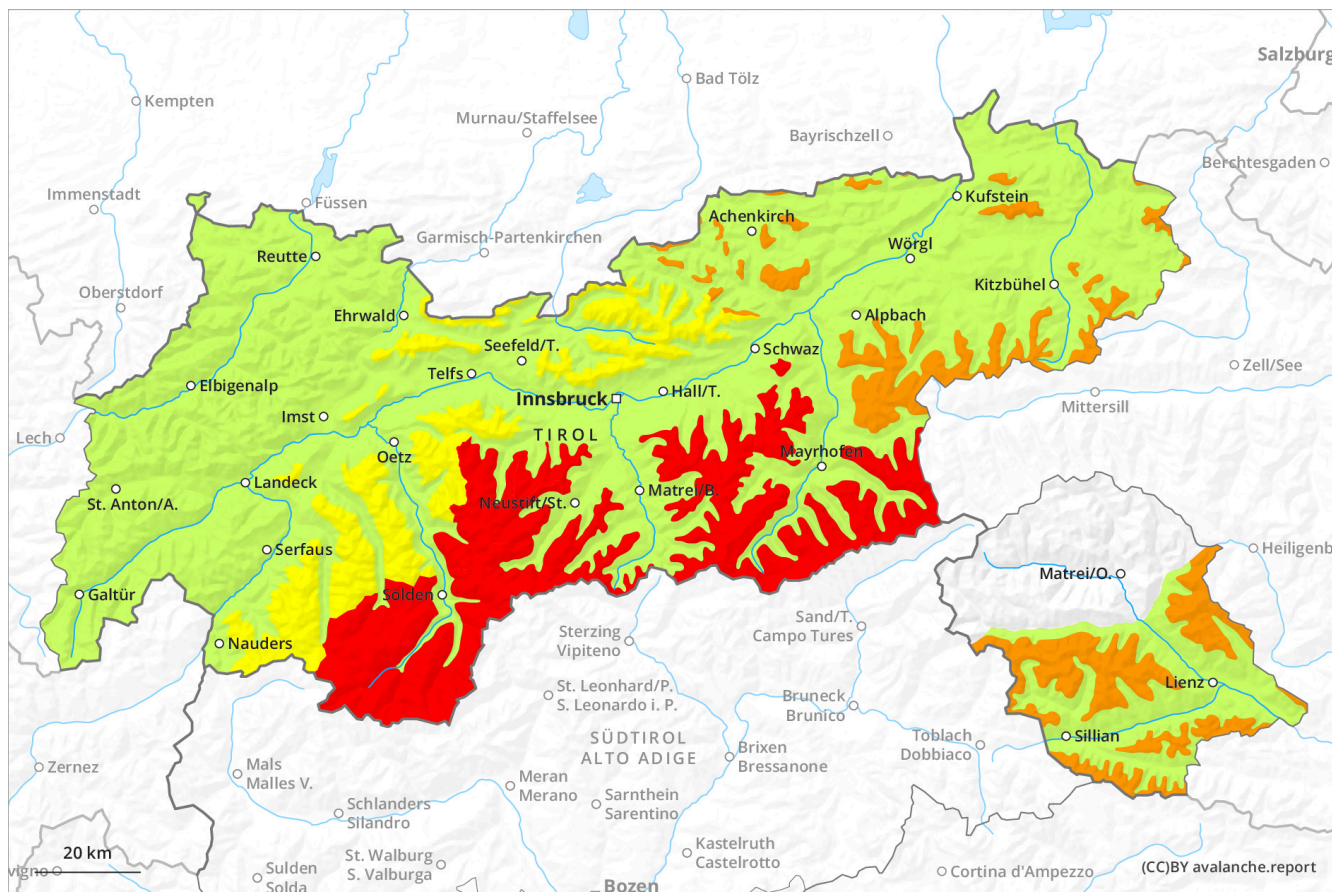 Salzburg
Bad Tölz
Kempten
Murnau/Staffelsee
Bayrischzell
Berchtesgaden
Immenstadt
Füssen
Kufstein
Achenkirch
Garmisch-Partenkirchen
Wörgl
Reutte
Kitzbühel
Oberstdorf
Ehrwald
Alpbach
Seefeld/T.
Schwaz
Zell/See
Telfs
Elbigenalp
Hall/T.
Innsbruck
Mittersill
Imst
Lech
TIROL
Oetz
Mayrhofen
Landeck
St. Anton/A.
Neustift/St.
Matrei/B.
Serfaus
Heiligenb
Matrei/O.
Galtür
Sölden
Sand/T.
Campo Tures
Sterzing
Vipiteno
Nauders
St. Leonhard/P.
S. Leonardo i. P.
Bruneck
Brunico
Lienz
SÜDTIROL
ALTO ADIGE
Toblach
Dobbiaco
Sillian
Brixen
Bressanone
Zernez
Mals
Malles V.
Meran
Merano
Sarnthein
Sarentino
Schlanders
Silandro
Kastelruth
Castelrotto
20 km
St. Walburg
S. Valburga
vigno
Sulden
Solda
Bozen
Cortina d'Ampezzo
(CC)BY avalanche.report